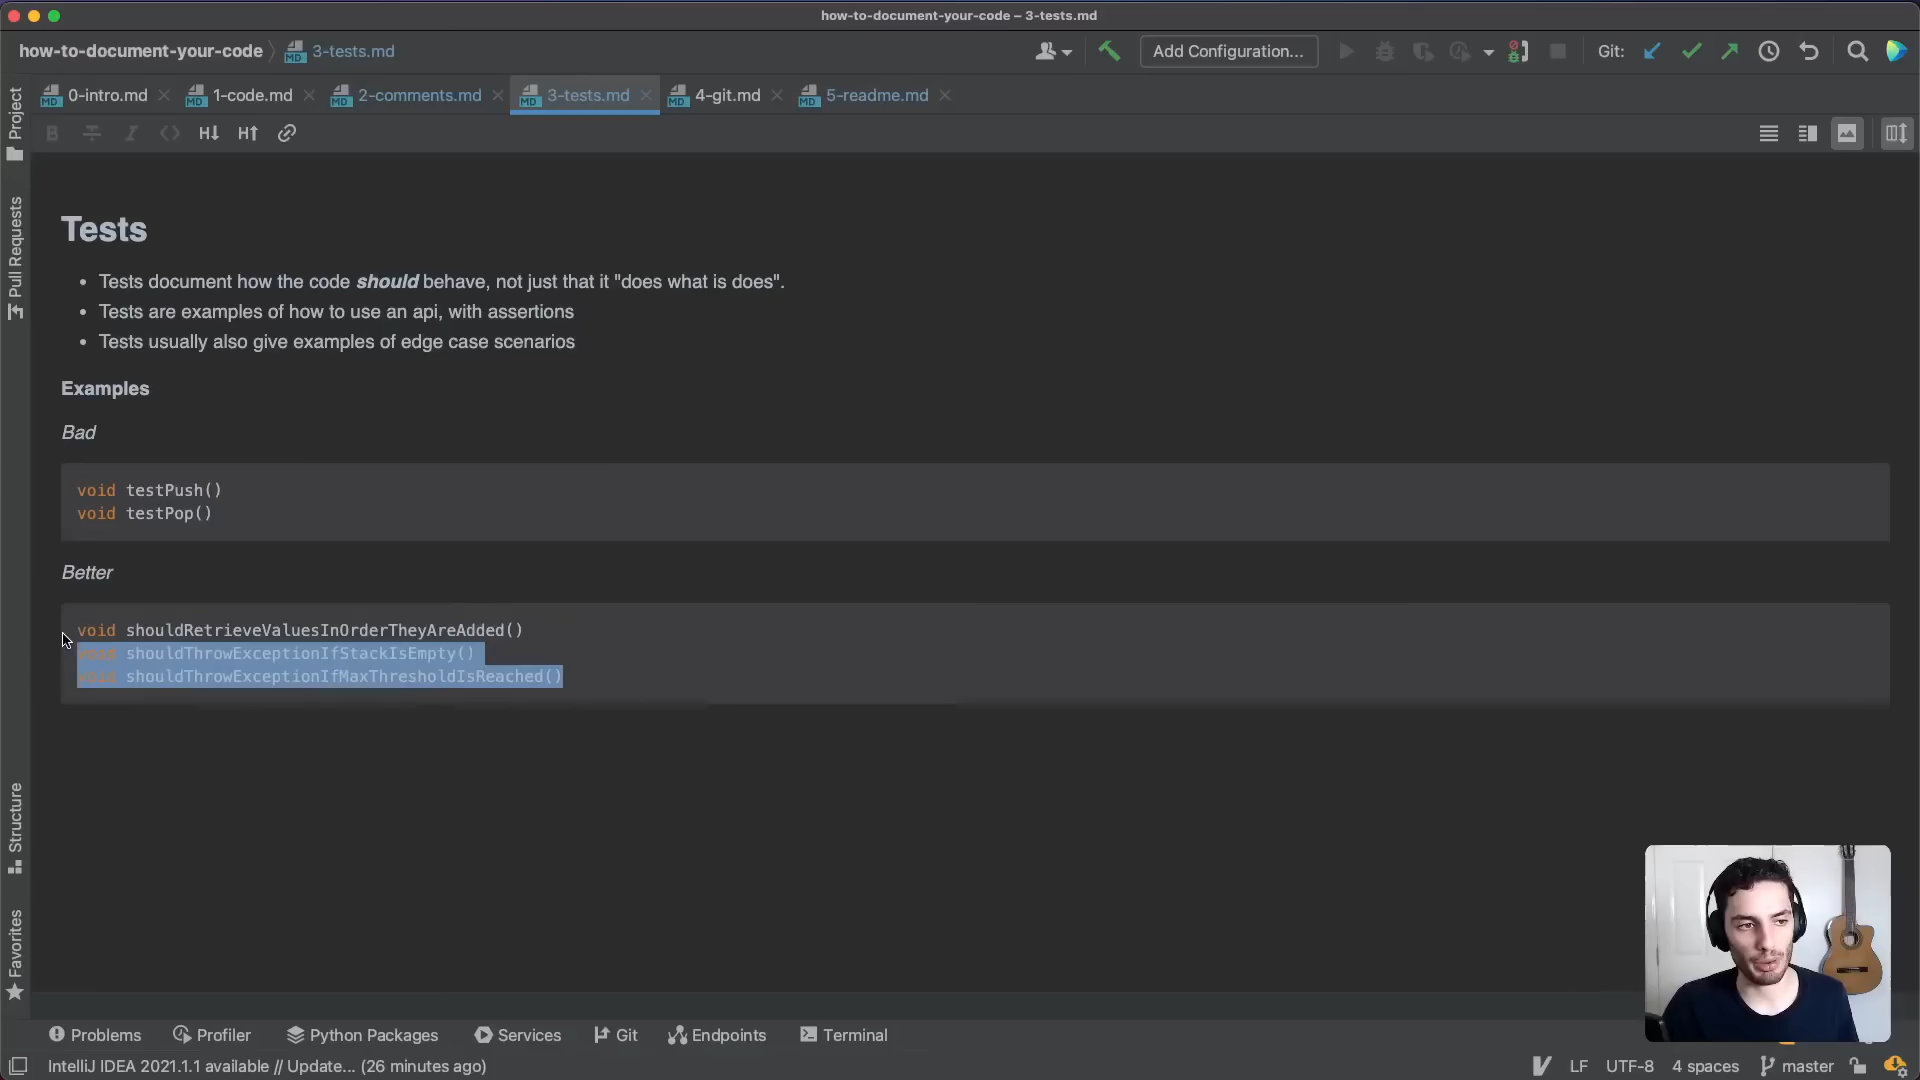 how-to-document-your-code – 3-tests.md
how-to-document-your-code
3-tests.md
Add Configuration...
Git:
0-intro.md
1-code.md
2-comments.md
3-tests.md
4-git.md
5-readme.md
Project
Pull Requests
Structure
Favorites
Tests
• Tests document how the code should behave, not just that it "does what is does".
• Tests are examples of how to use an api, with assertions
• Tests usually also give examples of edge case scenarios
Examples
Bad
void testPush()
void testPop()
Better
void shouldRetrieveValuesInOrderTheyAreAdded()
void shouldThrowExceptionIfStackIsEmpty()
void shouldThrowExceptionIfMaxThresholdIsReached()
Problems
Profiler
Python Packages
Services
Git
Endpoints
Terminal
IntelliJ IDEA 2021.1.1 available // Update... (26 minutes ago)
LF
UTF-8
4 spaces
master